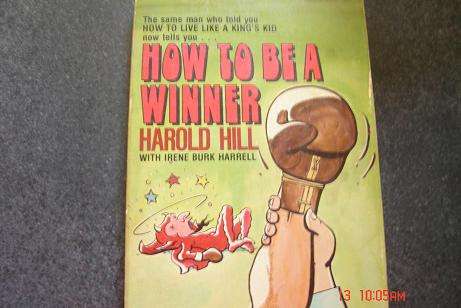 The same man who told you
HOW TO LIVE LIKE A KING'S KID
now tells you . . .
HOW TO BE A
WINNER
HAROLD HILL
WITH IRENE BURK HARRELL
13 10:05AM